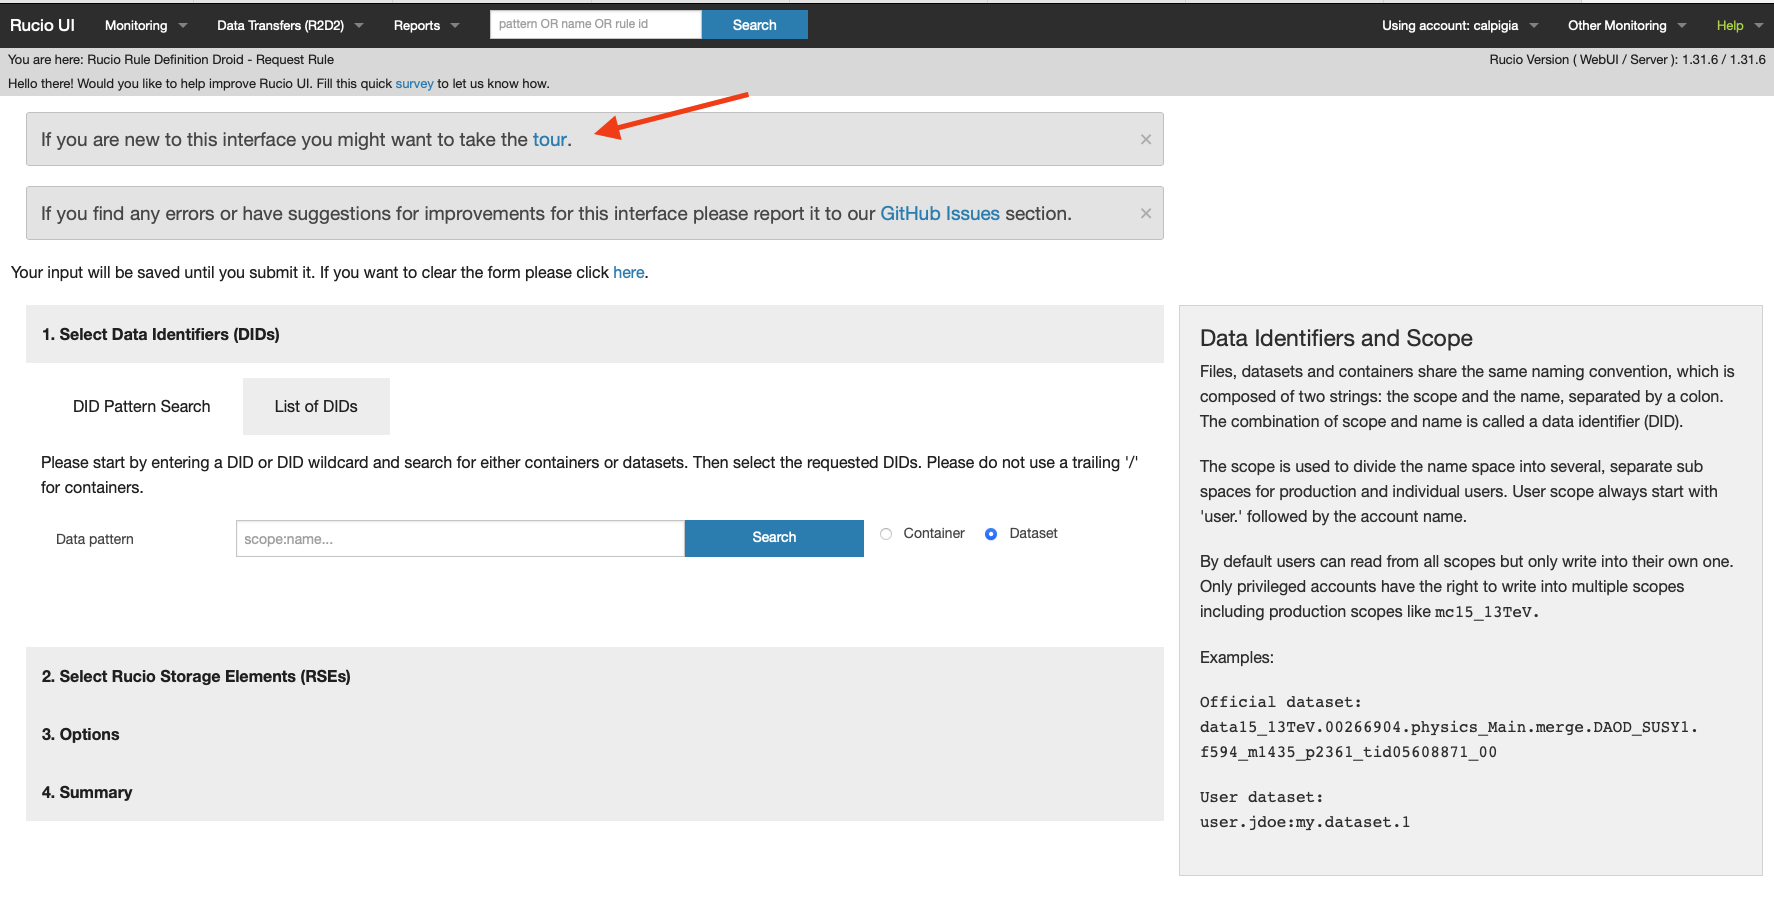 Rucio UI Monitoring Data Transfers (R2D2) Reports pattern OR name OR rule id Search Using account: calpigia Other Monitoring Help
You are here: Rucio Rule Definition Droid - Request Rule Rucio Version ( WebUI / Server ): 1.31.6 / 1.31.6
Hello there! Would you like to help improve Rucio UI. Fill this quick survey to let us know how.
If you are new to this interface you might want to take the tour. ×
If you find any errors or have suggestions for improvements for this interface please report it to our GitHub Issues section. ×
Your input will be saved until you submit it. If you want to clear the form please click here.
1. Select Data Identifiers (DIDs)
DID Pattern Search List of DIDs
Please start by entering a DID or DID wildcard and search for either containers or datasets. Then select the requested DIDs. Please do not use a trailing '/'
for containers.
Data pattern scope:name... Search Container Dataset
2. Select Rucio Storage Elements (RSEs)
3. Options
4. Summary
Data Identifiers and Scope
Files, datasets and containers share the same naming convention, which is
composed of two strings: the scope and the name, separated by a colon.
The combination of scope and name is called a data identifier (DID).
The scope is used to divide the name space into several, separate sub
spaces for production and individual users. User scope always start with
'user.' followed by the account name.
By default users can read from all scopes but only write into their own one.
Only privileged accounts have the right to write into multiple scopes
including production scopes like mc15_13TeV.
Examples:
Official dataset:
data15_13TeV.00266904.physics_Main.merge.DAOD_SUSY1.
f594_m1435_p2361_tid05608871_00
User dataset:
user.jdoe:my.dataset.1